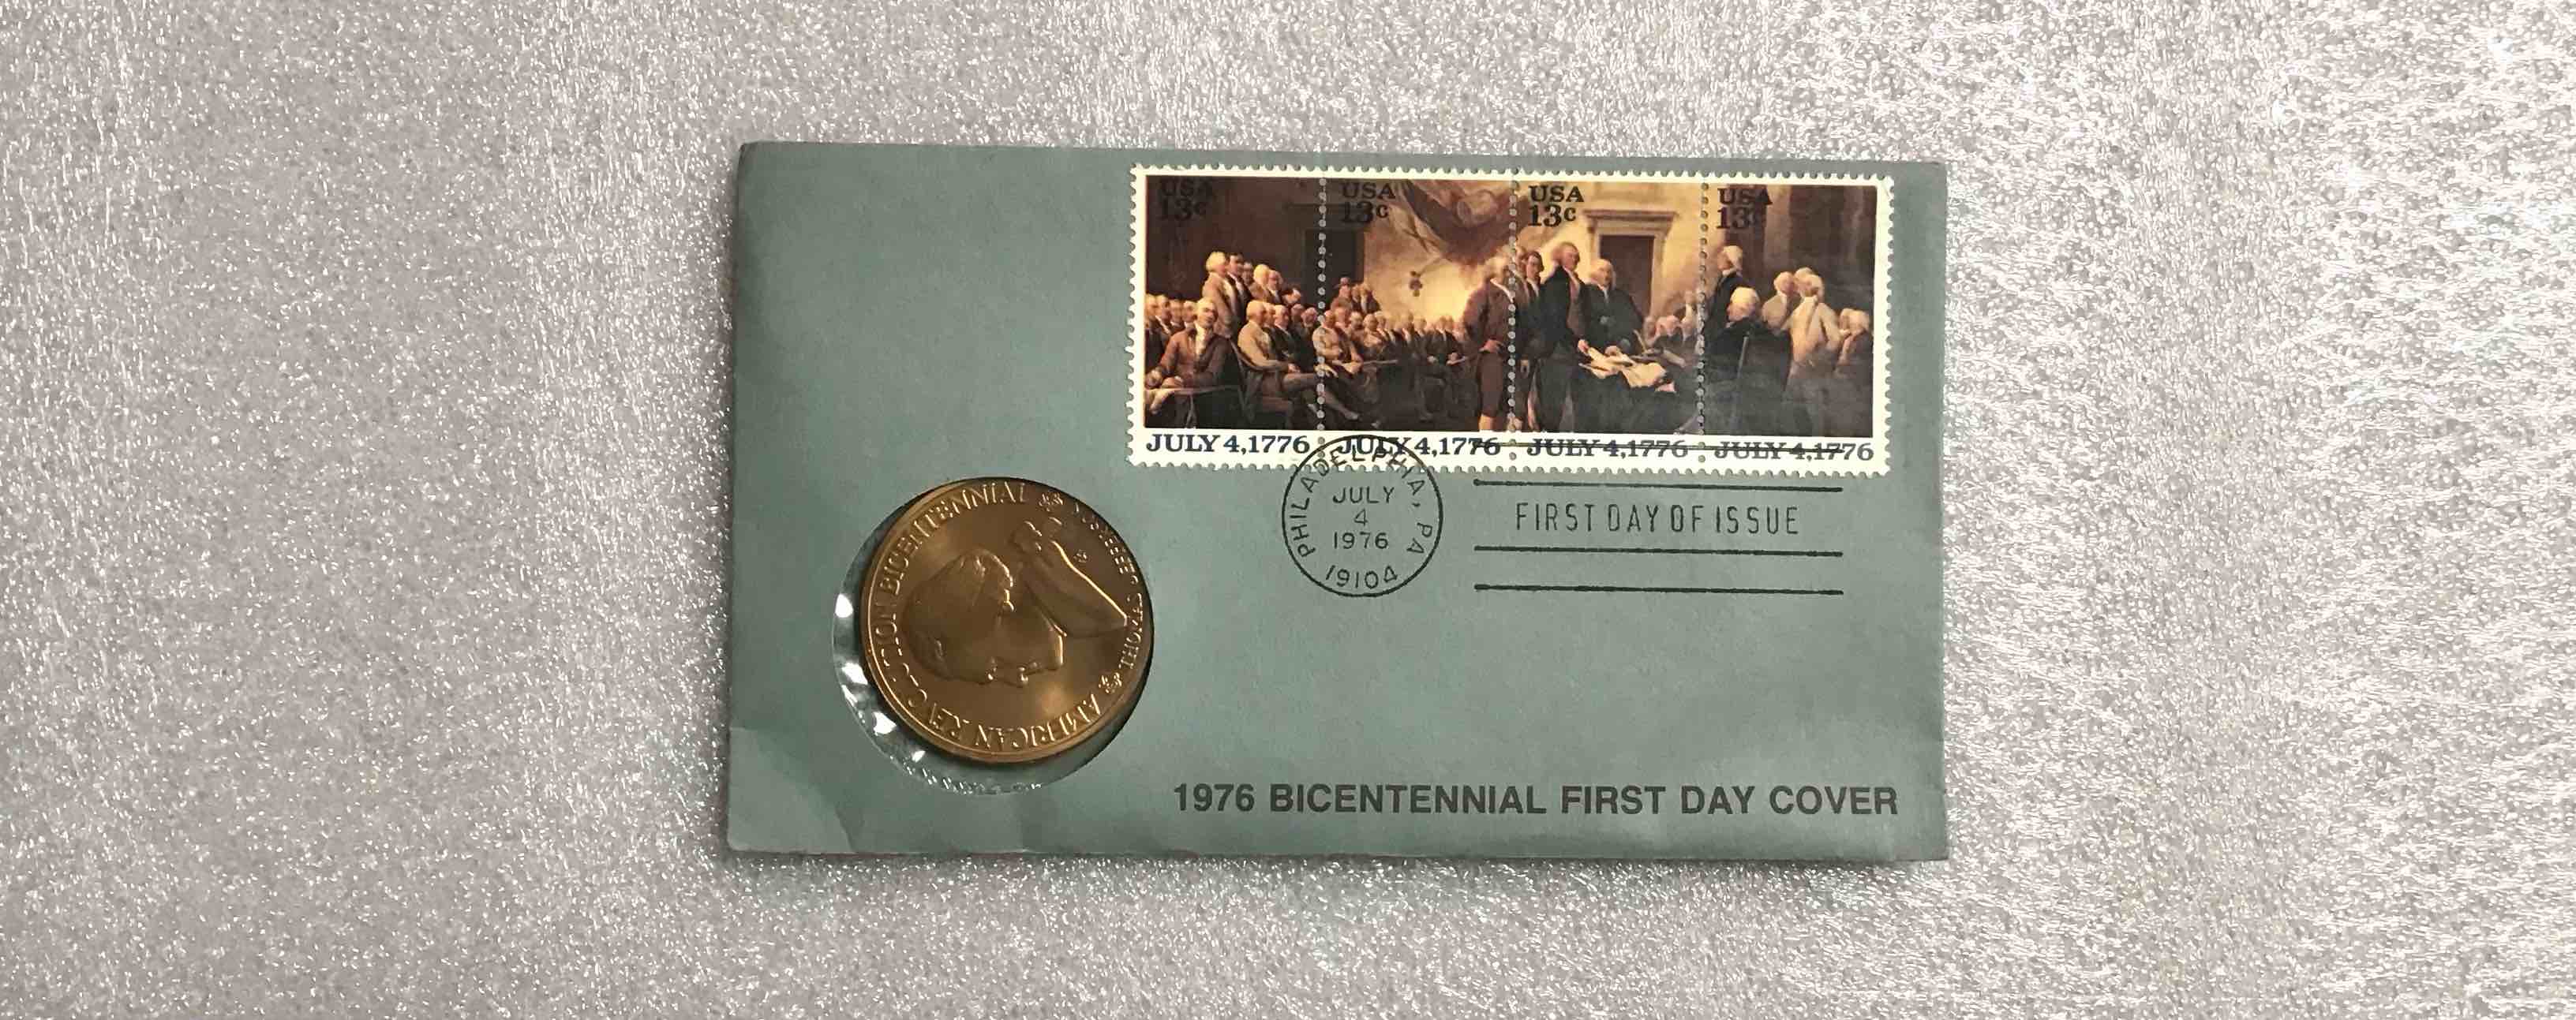 USA USA USA USA
13c 13c 13c 13c
JULY 4,1776 JULY 4,1776 JULY 4,1776 JULY 4,1776
PHILADELPHIA, PA
JULY
4
1976
19104
FIRST DAY OF ISSUE
AMERICAN REVOLUTION BICENTENNIAL
THOMAS JEFFERSON
1976 BICENTENNIAL FIRST DAY COVER